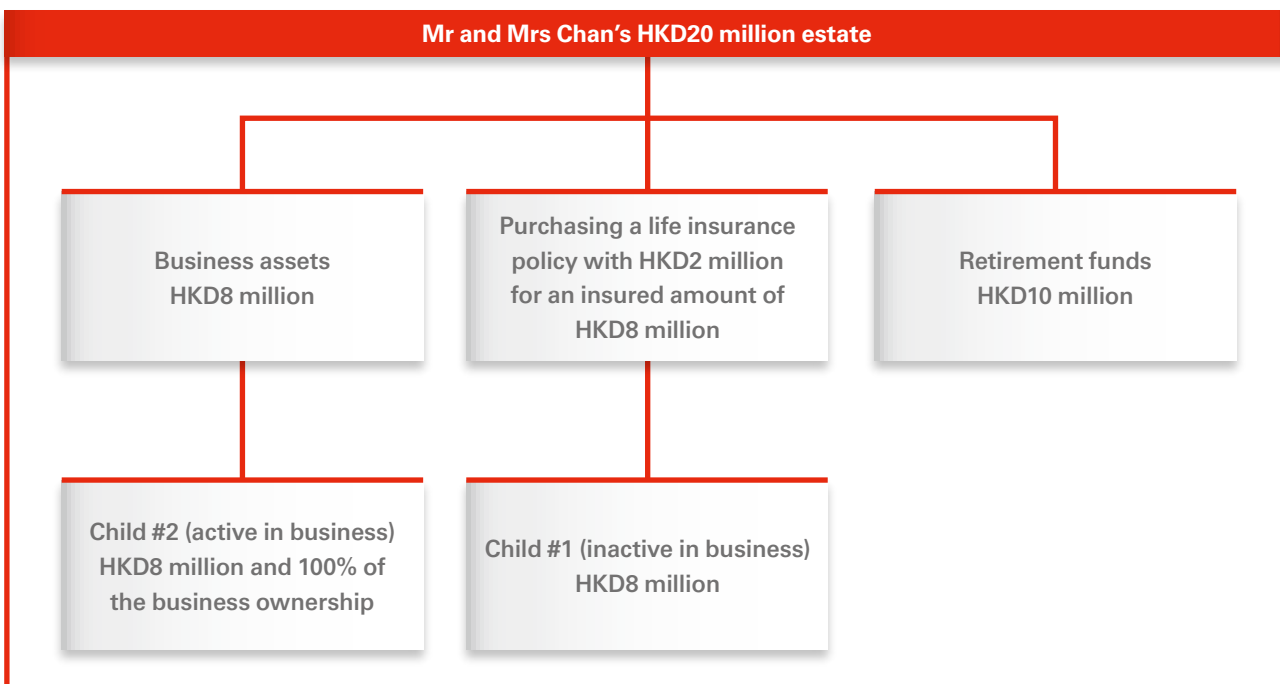 Mr and Mrs Chan's HKD20 million estate
Business assets
HKD8 million
Purchasing a life insurance
policy with HKD2 million
for an insured amount of
HKD8 million
Retirement funds
HKD10 million
Child #2 (active in business)
HKD8 million and 100% of
the business ownership
Child #1 (inactive in business)
HKD8 million